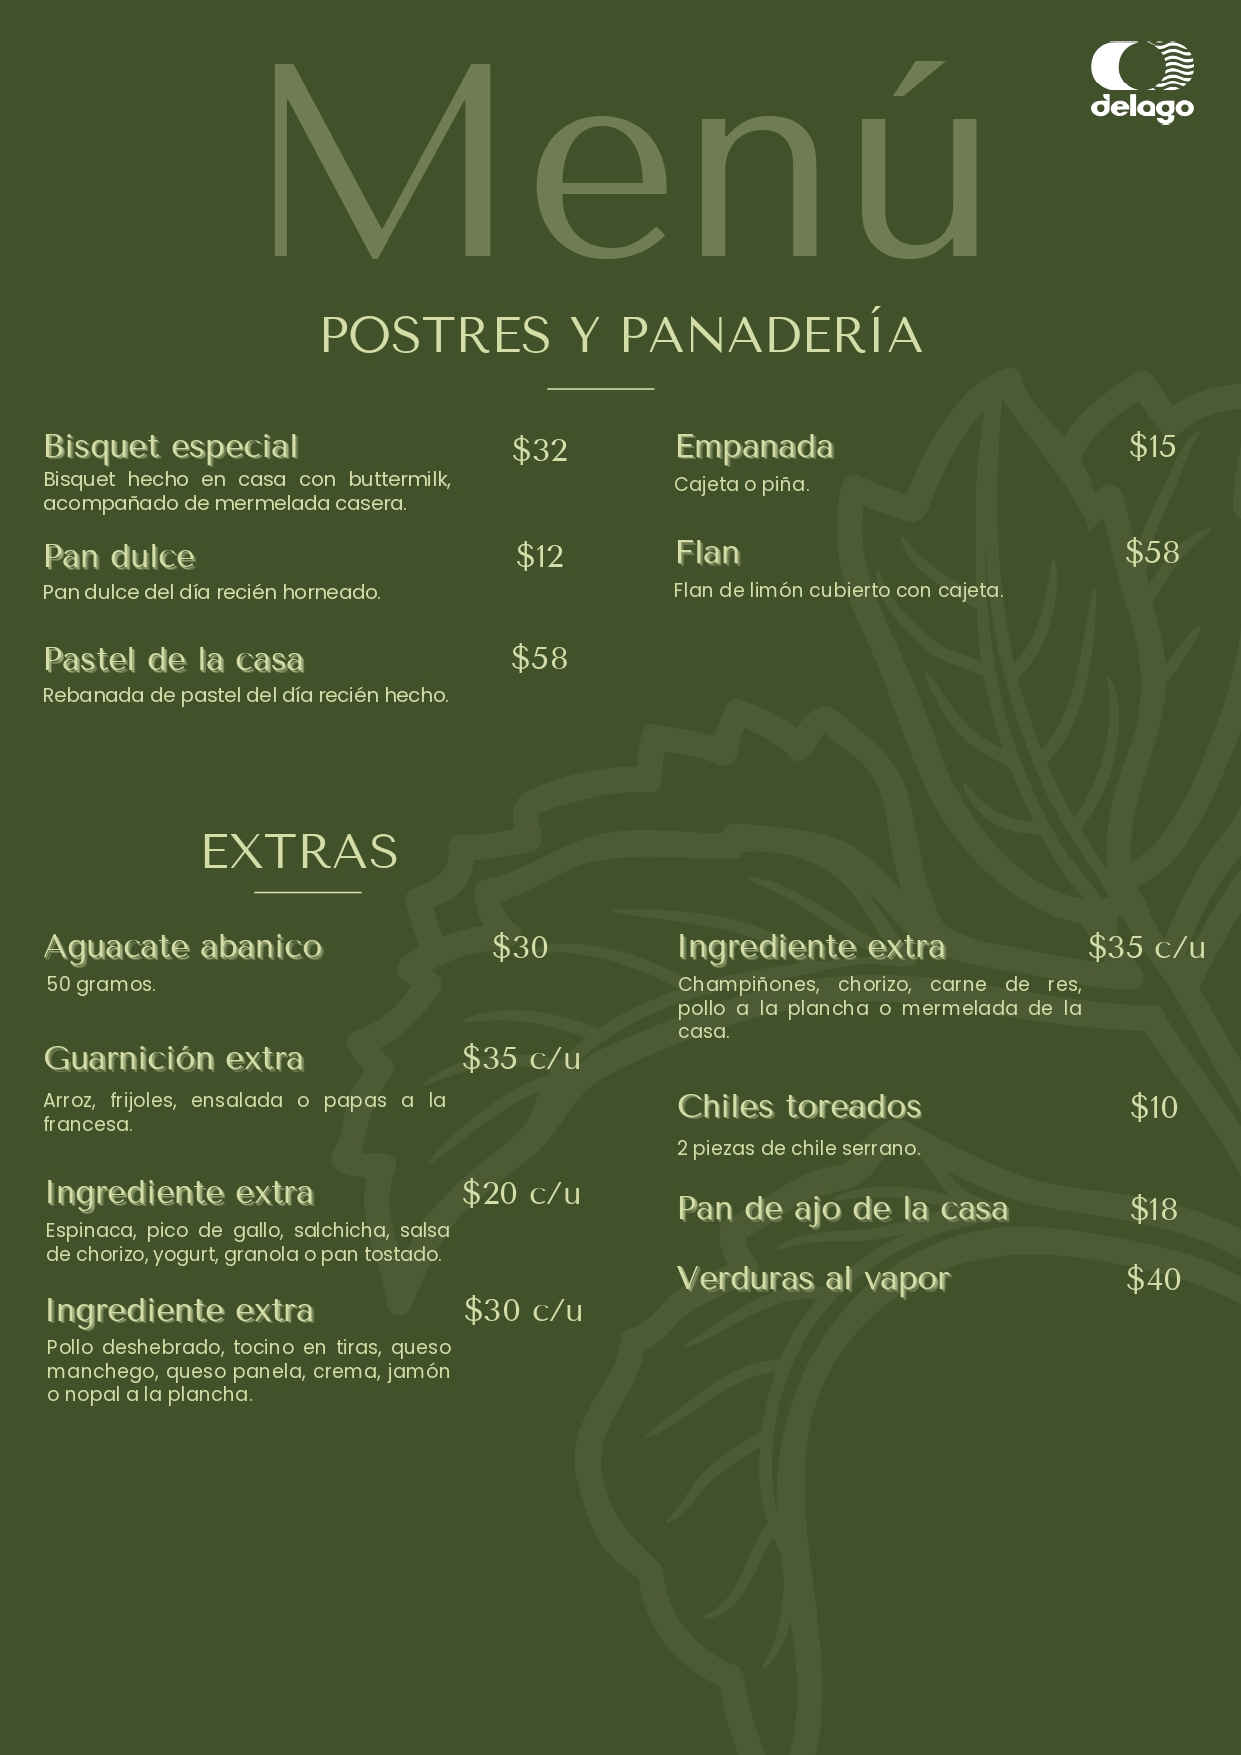 Menú
delago
POSTRES Y PANADERÍA
Bisquet especial $32
Bisquet hecho en casa con buttermilk,
acompañado de mermelada casera.
Pan dulce $12
Pan dulce del día recién horneado.
Pastel de la casa $58
Rebanada de pastel del día recién hecho.
Empanada $15
Cajeta o piña.
Flan $58
Flan de limón cubierto con cajeta.
EXTRAS
Aguacate abanico $30
50 gramos.
Guarnición extra $35 c/u
Arroz, frijoles, ensalada o papas a la
francesa.
Ingrediente extra $20 c/u
Espinaca, pico de gallo, salchicha, salsa
de chorizo, yogurt, granola o pan tostado.
Ingrediente extra $30 c/u
Pollo deshebrado, tocino en tiras, queso
manchego, queso panela, crema, jamón
o nopal a la plancha.
Ingrediente extra $35 c/u
Champiñones, chorizo, carne de res,
pollo a la plancha o mermelada de la
casa.
Chiles toreados $10
2 piezas de chile serrano.
Pan de ajo de la casa $18
Verduras al vapor $40